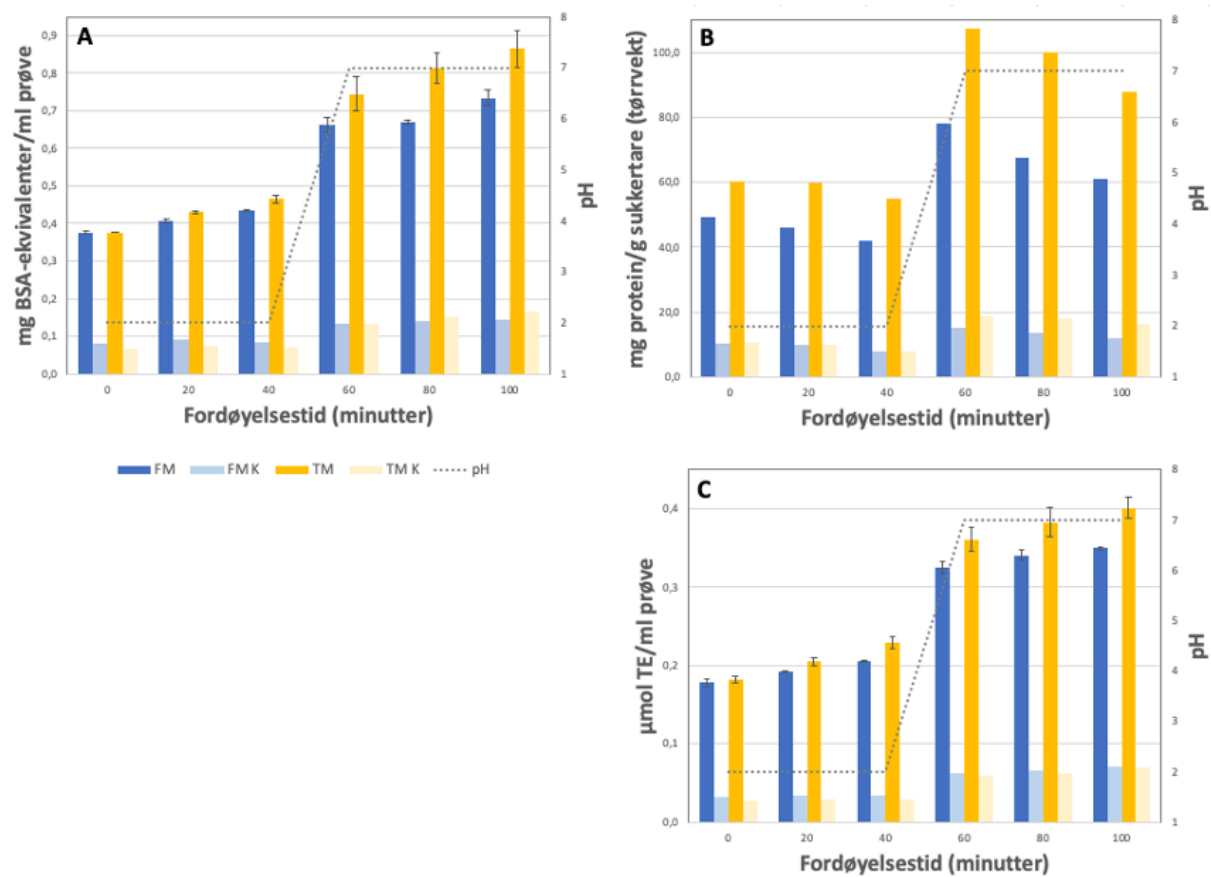 A
mg BSA-ekvivalenter/ml prøve
0,9
0,8
0,7
0,6
0,5
0,4
0,3
0,2
0,1
0,0
8
7
6
5
4
3
2
1
pH
0 20 40 60 80 100
Fordøyelsestid (minutter)
FM FM K TM TM K pH
B
mg protein/g sukkertare (tørrvekt)
100,0
80,0
60,0
40,0
20,0
0,0
8
7
6
5
4
3
2
1
pH
0 20 40 60 80 100
Fordøyelsestid (minutter)
C
µmol TE/ml prøve
0,4
0,3
0,2
0,1
0,0
8
7
6
5
4
3
2
1
pH
0 20 40 60 80 100
Fordøyelsestid (minutter)